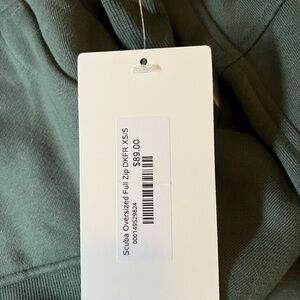 Scuba Oversized Full Zip DKFR XS/S
$89.00
000149529824